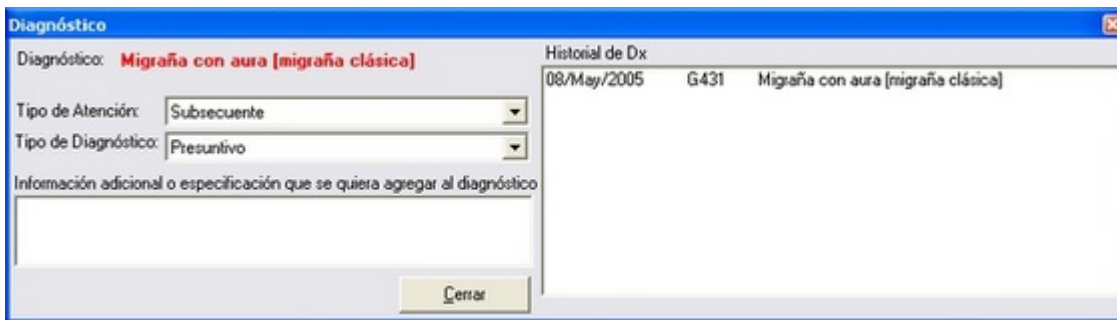 Diagnóstico
Diagnóstico: Migraña con aura [migraña clásica]
Tipo de Atención: Subsecuente
Tipo de Diagnóstico: Presuntivo
Información adicional o especificación que se quiera agregar al diagnóstico
Cerrar
Historial de Dx
08/May/2005 G431 Migraña con aura [migraña clásica]